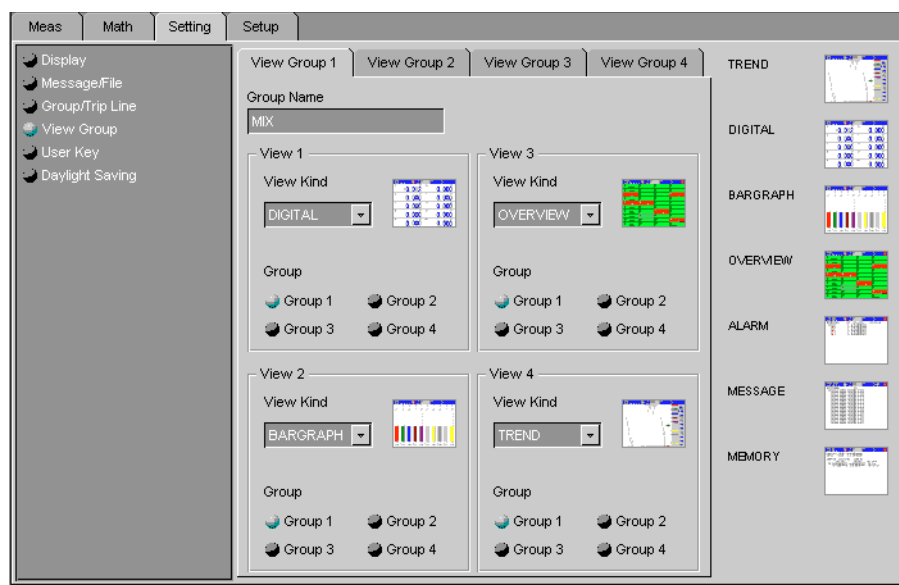 Meas Math Setting Setup
Display
Message/File
Group/Trip Line
View Group
User Key
Daylight Saving
View Group 1 View Group 2 View Group 3 View Group 4
Group Name
MIX
View 1
View Kind
DIGITAL
Group
Group 1 Group 2
Group 3 Group 4
View 3
View Kind
OVERVIEW
Group
Group 1 Group 2
Group 3 Group 4
View 2
View Kind
BARGRAPH
Group
Group 1 Group 2
Group 3 Group 4
View 4
View Kind
TREND
Group
Group 1 Group 2
Group 3 Group 4
TREND
DIGITAL
BARGRAPH
OVERVIEW
ALARM
MESSAGE
MEMORY